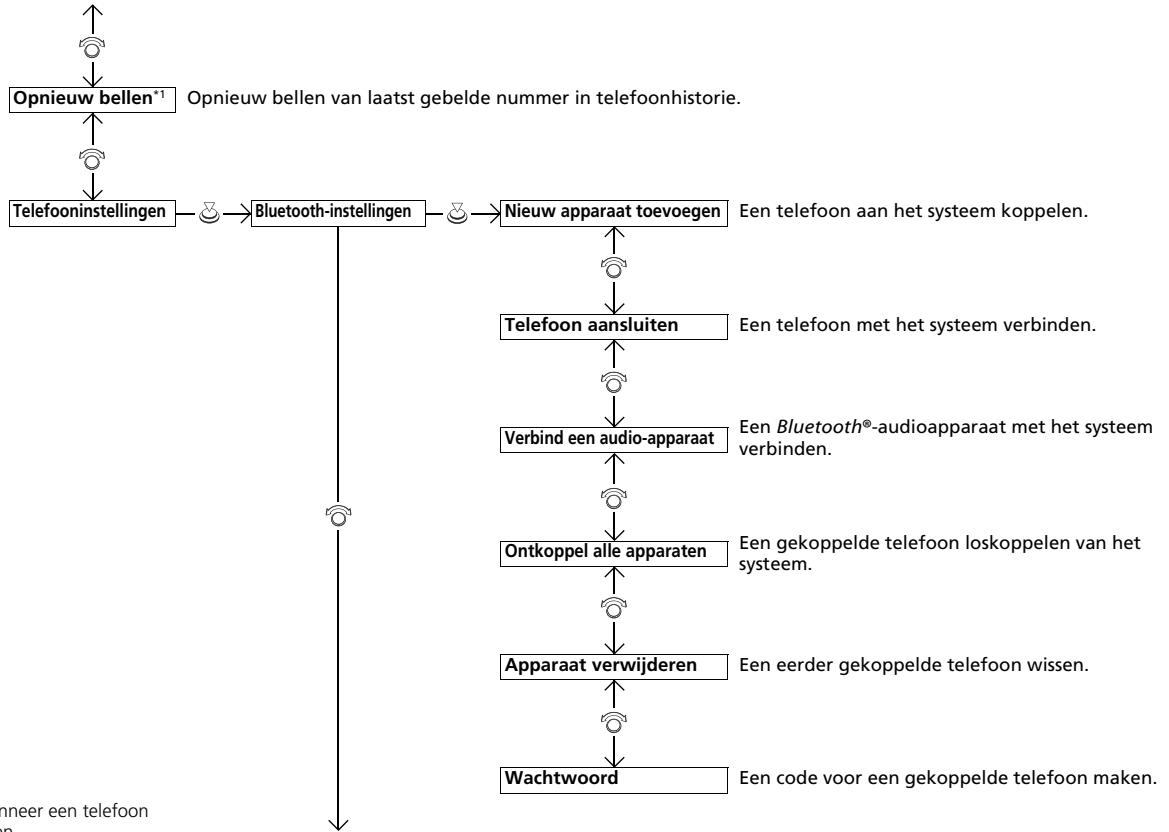 Opnieuw bellen*1 Opnieuw bellen van laatst gebelde nummer in telefoonhistorie.
Telefooninstellingen Bluetooth-instellingen Nieuw apparaat toevoegen Een telefoon aan het systeem koppelen.
Telefoon aansluiten Een telefoon met het systeem verbinden.
Verbind een audio-apparaat Een Bluetooth®-audioapparaat met het systeem
verbinden.
Ontkoppel alle apparaten Een gekoppelde telefoon loskoppelen van het
systeem.
Apparaat verwijderen Een eerder gekoppelde telefoon wissen.
Wachtwoord Een code voor een gekoppelde telefoon maken.
een telefoon